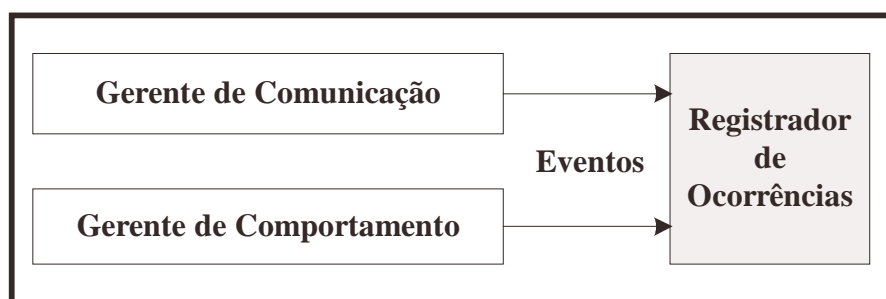 Gerente de Comunicação
Eventos
Gerente de Comportamento
Registrador
de
Ocorrências